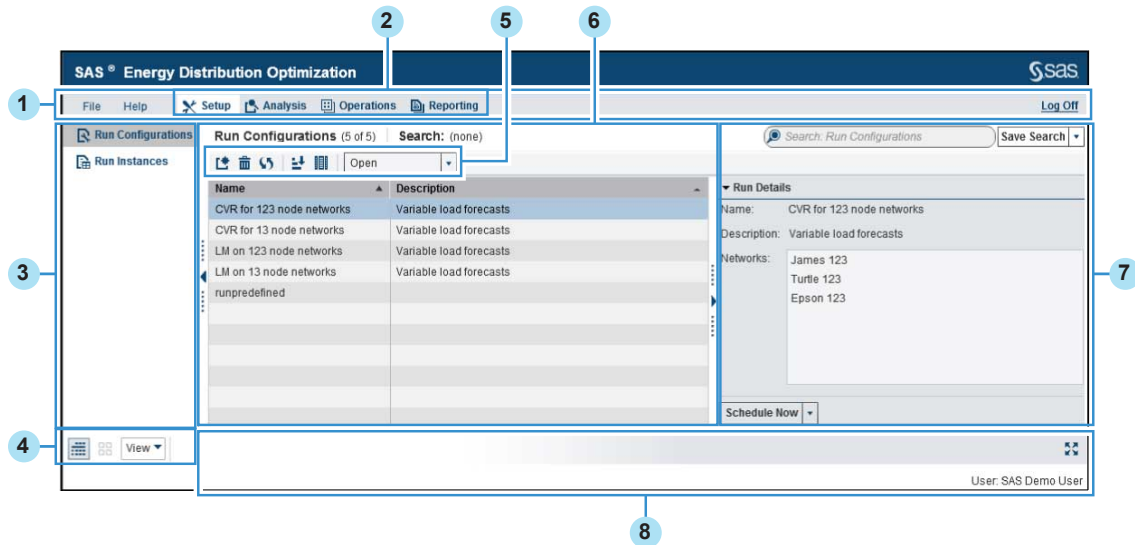 2
5
6
SAS ® Energy Distribution Optimization
sas
1
File Help Setup Analysis Operations Reporting Log Off
Run Configurations
Run Instances
Run Configurations (5 of 5) Search: (none)
Search: Run Configurations Save Search
Open
Name Description
CVR for 123 node networks Variable load forecasts
CVR for 13 node networks Variable load forecasts
LM on 123 node networks Variable load forecasts
LM on 13 node networks Variable load forecasts
runpredefined
Run Details
Name: CVR for 123 node networks
Description: Variable load forecasts
Networks: James 123
Turtle 123
Epson 123
Schedule Now
3
7
4
View
User: SAS Demo User
8